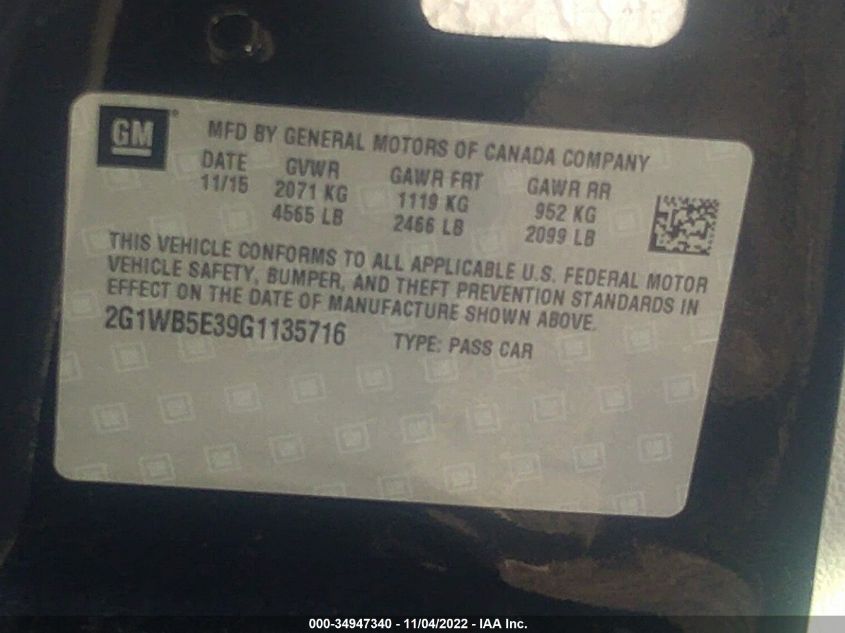 GM
MFD BY GENERAL MOTORS OF CANADA COMPANY
DATE GVWR GAWR FRT GAWR RR
11/15 2071 KG 1119 KG 952 KG
4565 LB 2466 LB 2099 LB
THIS VEHICLE CONFORMS TO ALL APPLICABLE U.S. FEDERAL MOTOR
VEHICLE SAFETY, BUMPER, AND THEFT PREVENTION STANDARDS IN
EFFECT ON THE DATE OF MANUFACTURE SHOWN ABOVE.
2G1WB5E39G1135716 TYPE: PASS CAR
000-34947340 - 11/04/2022 - IAA Inc.